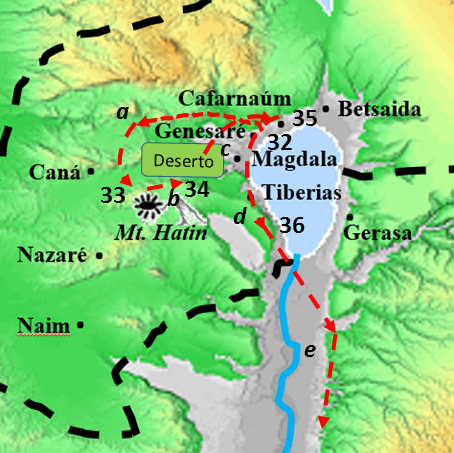 Cafarnaúm
35
Betsaida
a
Genesaré
32
Deserto
c
Magdala
Caná
33
b
34
Tiberias
Mt. Hatin
d
36
Gerasa
Nazaré
Naim
e